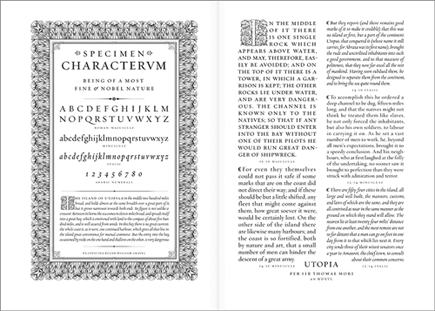 SPECIMEN
CHARACTERVM
BEING OF A MOST
FINE & NOBEL NATURE
ABCDEFGHIJKLM
NOPQRSTVWXYZ
ROMAN MAJUSCULE
abcdefghijklmnopqrstuvwxyz
MINUSCULE
abcdefghijklmnopqrstuvwxyz
ITALIC
1234567890
ARABIC NUMERALS
THE ISLAND OF UTOPIA IS in the middle two hundred miles
IN THE MIDDLE
OF IT THERE
IS ONE SINGLE
ROCK WHICH
APPEARS ABOVE WATER,
AND MAY, THEREFORE, EAS-
ILY BE AVOIDED; AND ON
THE TOP OF IT THERE IS A
TOWER, IN WHICH A GAR-
RISON IS KEPT; THE OTHER
ROCKS LIE UNDER WATER,
AND ARE VERY DANGER-
OUS. THE CHANNEL IS
KNOWN ONLY TO THE
NATIVES; SO THAT IF ANY
STRANGER SHOULD ENTER
INTO THE BAY WITHOUT
ONE OF THEIR PILOTS HE
WOULD RUN GREAT DAN-
GER OF SHIPWRECK.
For even they themselves
could not pass it safe if some
marks that are on the coast did
not direct their way; and if these
should be but a little shifted, any
fleet that might come against
them, how great soever it were,
would be certainly lost. On the
other side of the island there
are likewise many harbours; and
the coast is so fortified, both
by nature and art, that a small
number of men can hinder the
descent of a great army.
But they report (and there remains good
marks of it to make it credible) that this was
no island at first, but a part of the continent.
Utopus, that conquered it (whose name it still
carries, for Abraxa was its first name), brought
the rude and uncivilised inhabitants into such
a good government, and to that measure of
politeness, that they now far excel all the rest
of mankind. Having soon subdued them, he
designed to separate them from the continent,
and to bring the sea quite round them.
To accomplish this he ordered a
deep channel to be dug, fifteen miles
long; and that the natives might not
think he treated them like slaves,
he not only forced the inhabitants,
but also his own soldiers, to labour
in carrying it on. As he set a vast
number of men to work, he, beyond
all men's expectations, brought it to
a speedy conclusion. And his neigh-
bours, who at first laughed at the folly
of the undertaking, no sooner saw it
brought to perfection than they were
struck with admiration and terror.
There are fifty-four cities in the island, all
large and well built, the manners, customs,
and laws of which are the same, and they are
all contrived as near in the same manner as the
ground on which they stand will allow. The
nearest lie at least twenty-four miles' distance
from one another, and the most remote are not
so far distant that a man can go on foot in one
day from it to that which lies next it. Every
city sends three of their wisest senators once
a year to Amaurot, the chief town, to consult
about their common concerns
UTOPIA
PER SIR THOMAS MORE